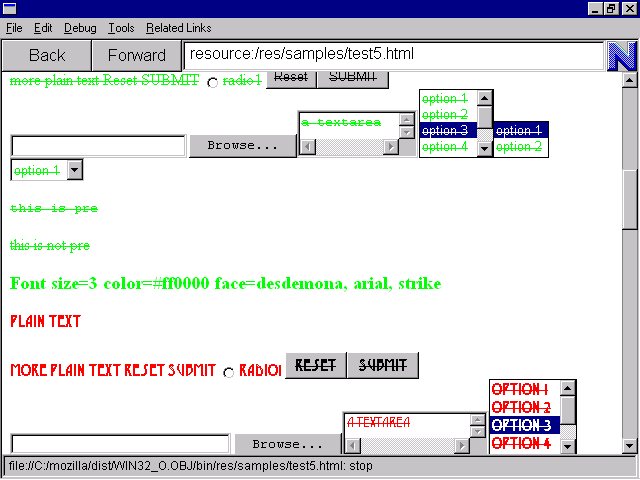 File Edit Debug Tools Related Links
Back Forward resource:/res/samples/test5.html N
more plain text Reset SUBMIT radio1 Reset SUBMIT
Browse... a textarea option 1
option 2
option 3 option 1
option 4 option 2
option 1
this is pre
this is not pre
Font size=3 color=#ff0000 face=desdemona, arial, strike
PLAIN TEXT
MORE PLAIN TEXT RESET SUBMIT RADIO1 RESET SUBMIT
Browse... A TEXTAREA OPTION 1
OPTION 2
OPTION 3
OPTION 4
file://C:/mozilla/dist/WIN32_O.OBJ/bin/res/samples/test5.html: stop